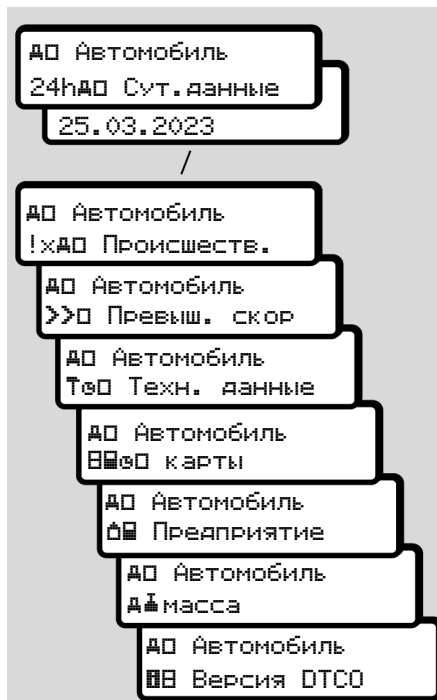 Автомобиль
24h Сут.данные
25.03.2023
/
Автомобиль
!x Происшеств.
Автомобиль
>> Превыш. скор
Автомобиль
Техн. данные
Автомобиль
карты
Автомобиль
Предприятие
Автомобиль
масса
Автомобиль
Версия DTCO